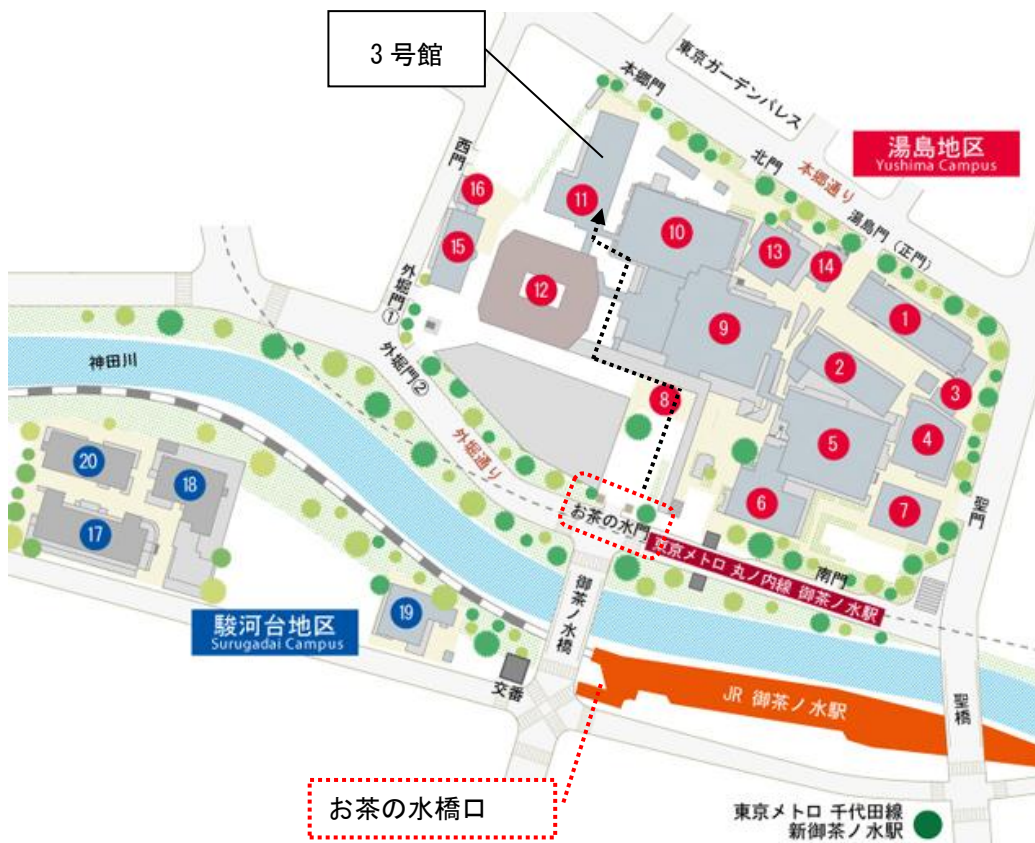 3号館
東京ガーデンパレス
本郷門
湯島地区
Yushima Campus
西門
北門
本郷通り
湯島門(正門)
16
11
15
10
13
14
12
外堀門①
9
1
外堀門②
2
3
神田川
8
5
4
外堀通り
20
18
6
7
聖門
17
お茶の水門
東京メトロ 丸ノ内線 御茶ノ水駅
南門
19
御茶ノ水橋
駿河台地区
Surugadai Campus
交番
JR 御茶ノ水駅
聖橋
お茶の水橋口
東京メトロ 千代田線
新御茶ノ水駅